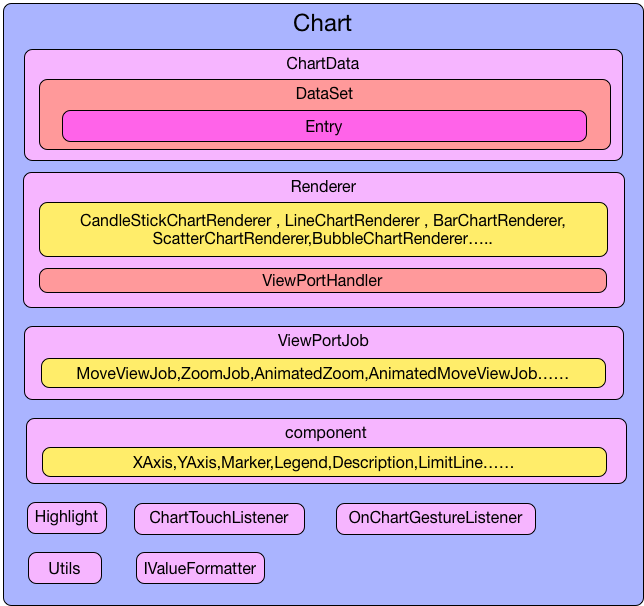 Chart
ChartData
DataSet
Entry
Renderer
CandleStickChartRenderer , LineChartRenderer , BarChartRenderer,
ScatterChartRenderer,BubbleChartRenderer…..
ViewPortHandler
ViewPortJob
MoveViewJob,ZoomJob,AnimatedZoom,AnimatedMoveViewJob……
component
XAxis,YAxis,Marker,Legend,Description,LimitLine……
Highlight
ChartTouchListener
OnChartGestureListener
Utils
IValueFormatter